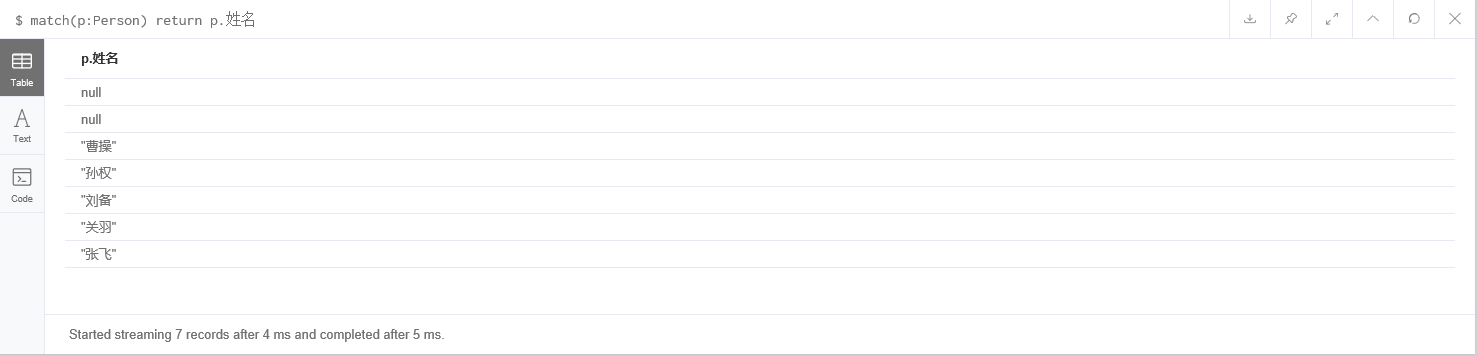 $ match(p:Person) return p.姓名
Table
Text
Code
p.姓名
null
null
"曹操"
"孙权"
"刘备"
"关羽"
"张飞"
Started streaming 7 records after 4 ms and completed after 5 ms.